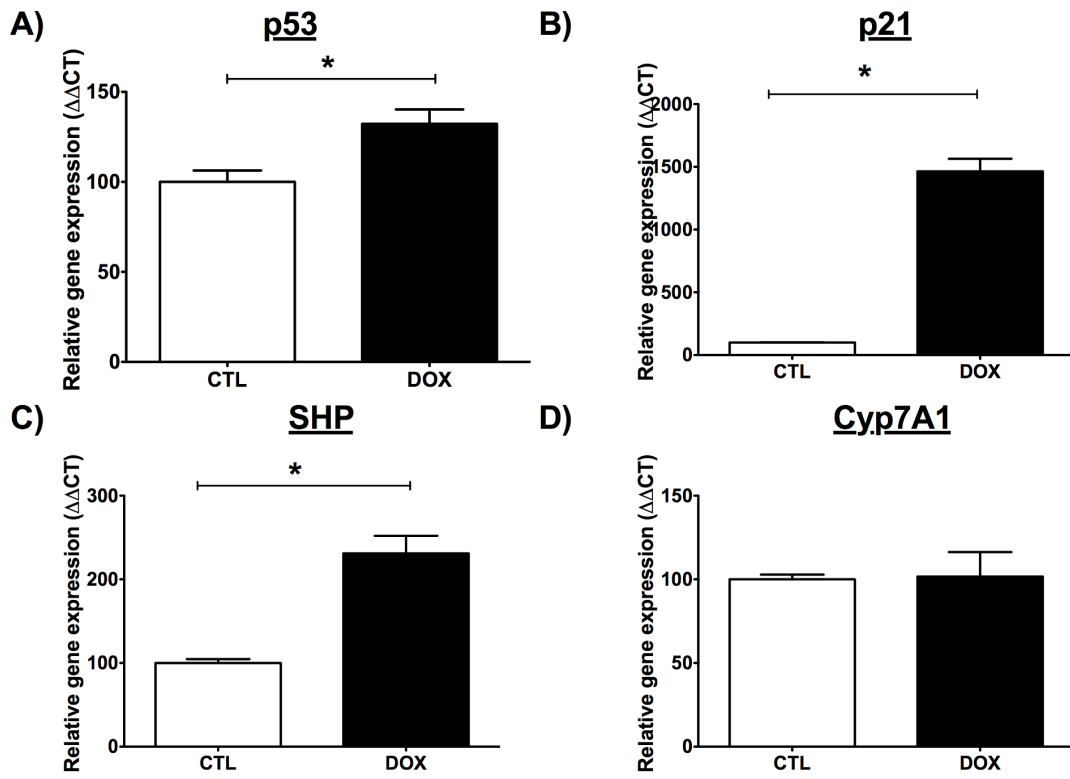 A)
p53
*
Relative gene expression (ΔΔCT)
150
100
50
0
CTL DOX
B)
p21
*
Relative gene expression (ΔΔCT)
2000
1500
1000
500
0
CTL DOX
C)
SHP
*
Relative gene expression (ΔΔCT)
300
200
100
0
CTL DOX
D)
Cyp7A1
Relative gene expression (ΔΔCT)
150
100
50
0
CTL DOX